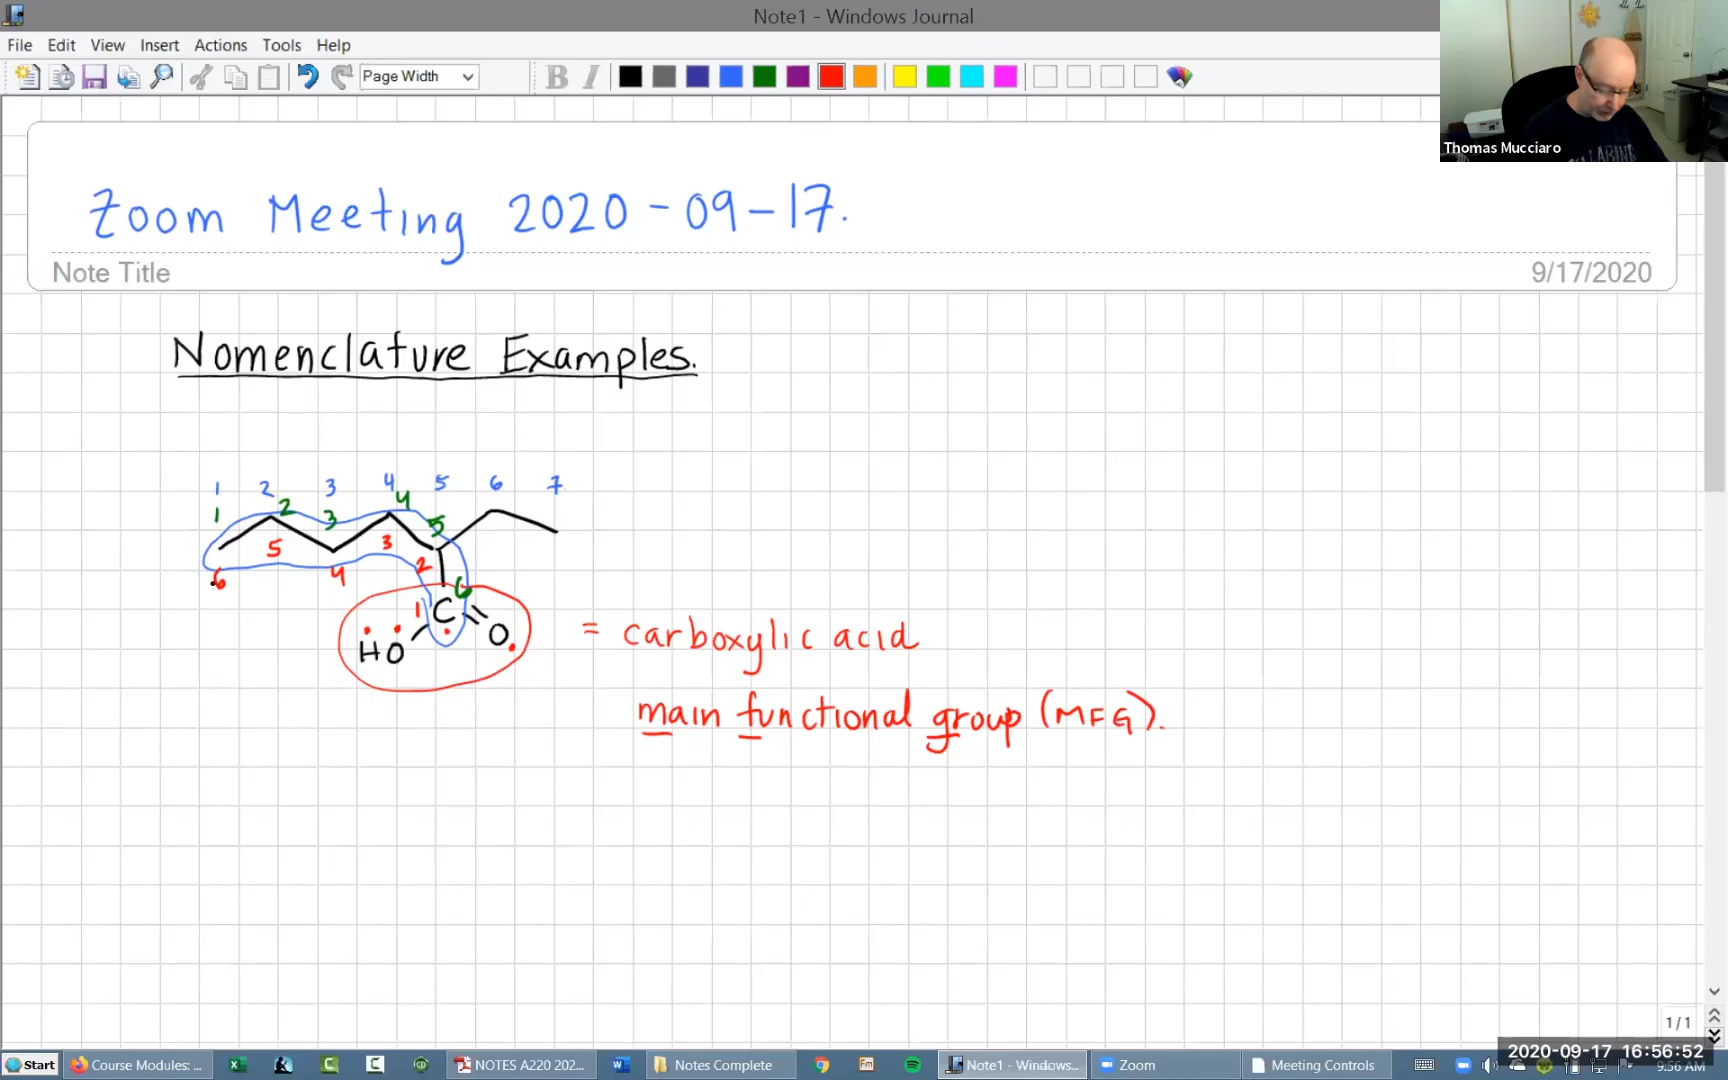 Note1 - Windows Journal
File Edit View Insert Actions Tools Help
Page Width
B I
Thomas Mucciaro
Zoom Meeting 2020-09-17.
Note Title
9/17/2020
Nomenclature Examples.
1 2 3 4 5 6 7
1 2 3 4 5 6
6 5 4 3 2 1
C
HO O
= carboxylic acid
main functional group (MFG).
1 / 1
Start
Course Modules: ...
NOTES A220 202...
Notes Complete
Note1 - Windows...
Zoom
Meeting Controls
2020-09-17 16:56:52
9:56 AM